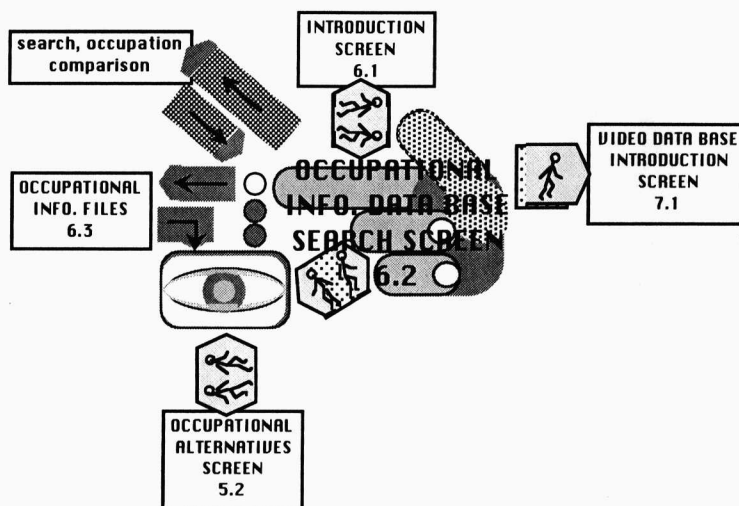 search, occupation
comparison
INTRODUCTION
SCREEN
6.1
VIDEO DATA BASE
INTRODUCTION
SCREEN
7.1
OCCUPATIONAL
INFO. DATA BASE
SEARCH SCREEN
6.2
OCCUPATIONAL
INFO. FILES
6.3
OCCUPATIONAL
ALTERNATIVES
SCREEN
5.2